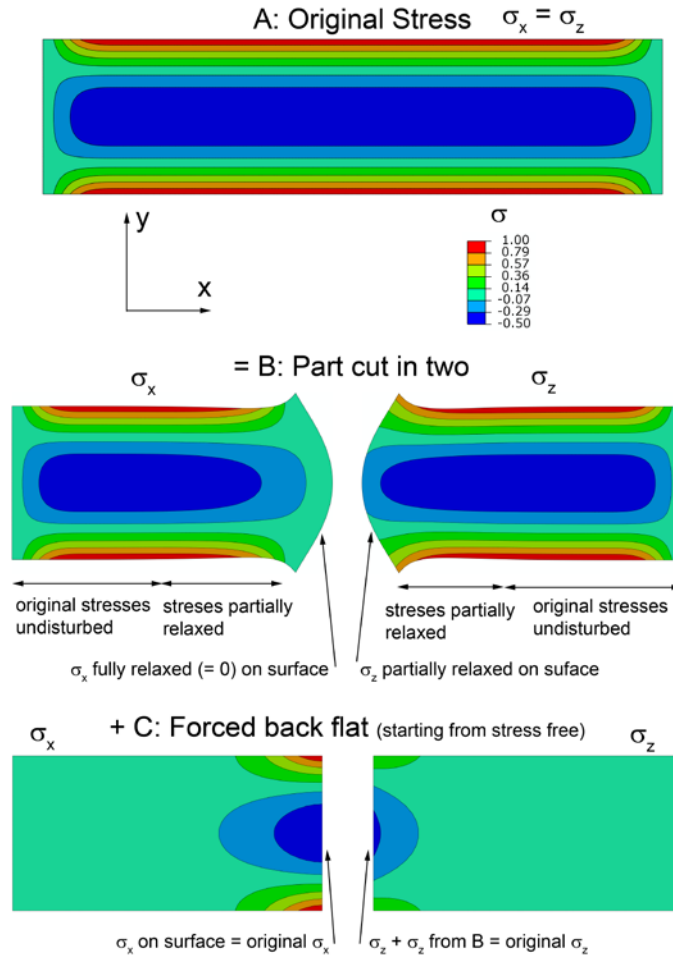 A: Original Stress σx = σz
y
x
σ
1.00
0.79
0.57
0.36
0.14
-0.07
-0.29
-0.50
= B: Part cut in two
σx
σz
original stresses
undisturbed
streses partially
relaxed
streses partially
relaxed
original stresses
undisturbed
σx fully relaxed (= 0) on surface
σz partially relaxed on suface
+ C: Forced back flat (starting from stress free)
σx
σz
σx on surface = original σx
σz + σz from B = original σz